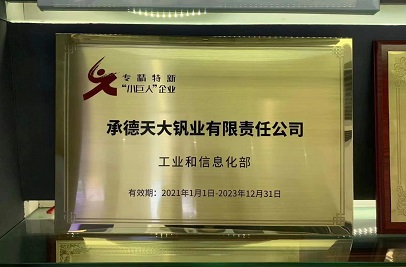 专精特新
“小巨人”企业
承德天大钒业有限责任公司
工业和信息化部
有效期：2021年1月1日-2023年12月31日